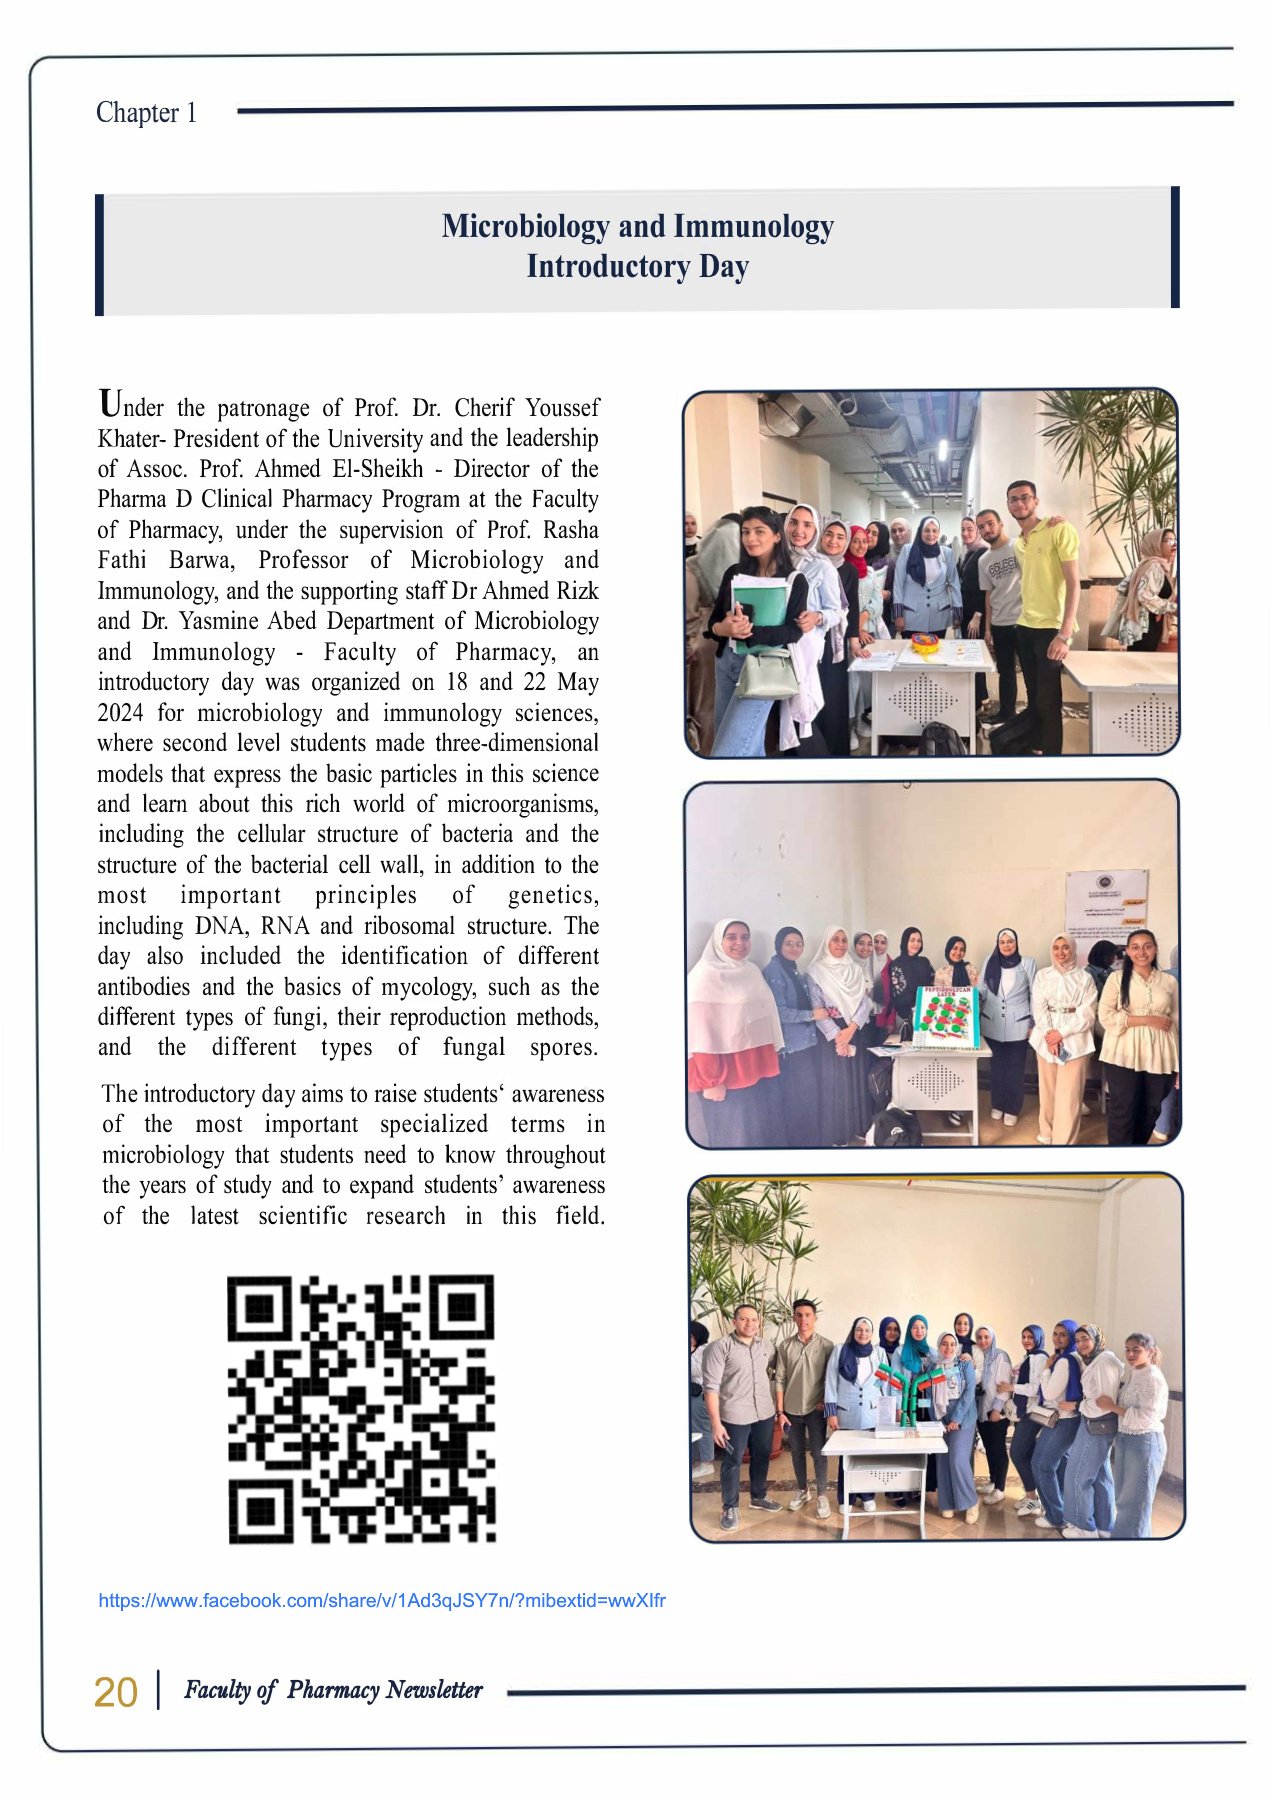 Chapter 1
Microbiology and Immunology
Introductory Day
Under the patronage of Prof. Dr. Cherif Youssef
Khater- President of the University and the leadership
of Assoc. Prof. Ahmed El-Sheikh - Director of the
Pharma D Clinical Pharmacy Program at the Faculty
of Pharmacy, under the supervision of Prof. Rasha
Fathi Barwa, Professor of Microbiology and
Immunology, and the supporting staff Dr Ahmed Rizk
and Dr. Yasmine Abed Department of Microbiology
and Immunology - Faculty of Pharmacy, an
introductory day was organized on 18 and 22 May
2024 for microbiology and immunology sciences,
where second level students made three-dimensional
models that express the basic particles in this science
and learn about this rich world of microorganisms,
including the cellular structure of bacteria and the
structure of the bacterial cell wall, in addition to the
most important principles of genetics,
including DNA, RNA and ribosomal structure. The
day also included the identification of different
antibodies and the basics of mycology, such as the
different types of fungi, their reproduction methods,
and the different types of fungal spores.
The introductory day aims to raise students‘ awareness
of the most important specialized terms in
microbiology that students need to know throughout
the years of study and to expand students’ awareness
of the latest scientific research in this field.
PEPTIDOGLYCAN
LAYER
https://www.facebook.com/share/v/1Ad3qJSY7n/?mibextid=wwXIfr
20 | Faculty of Pharmacy Newsletter